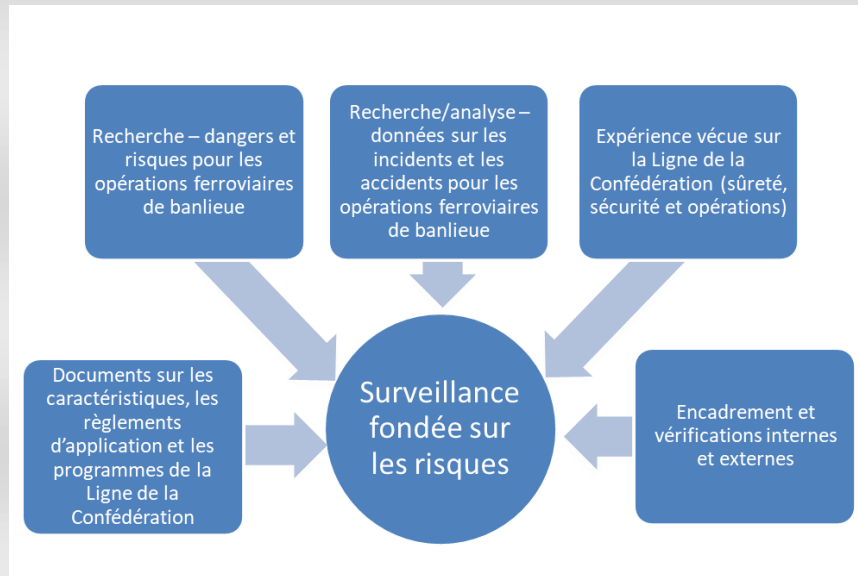 Recherche – dangers et
risques pour les
opérations ferroviaires
de banlieue
Recherche/analyse –
données sur les
incidents et les
accidents pour les
opérations ferroviaires
de banlieue
Expérience vécue sur
la Ligne de la
Confédération (sûreté,
sécurité et opérations)
Documents sur les
caractéristiques, les
règlements
d’application et les
programmes de la
Ligne de la
Confédération
Surveillance
fondée sur
les risques
Encadrement et
vérifications internes
et externes